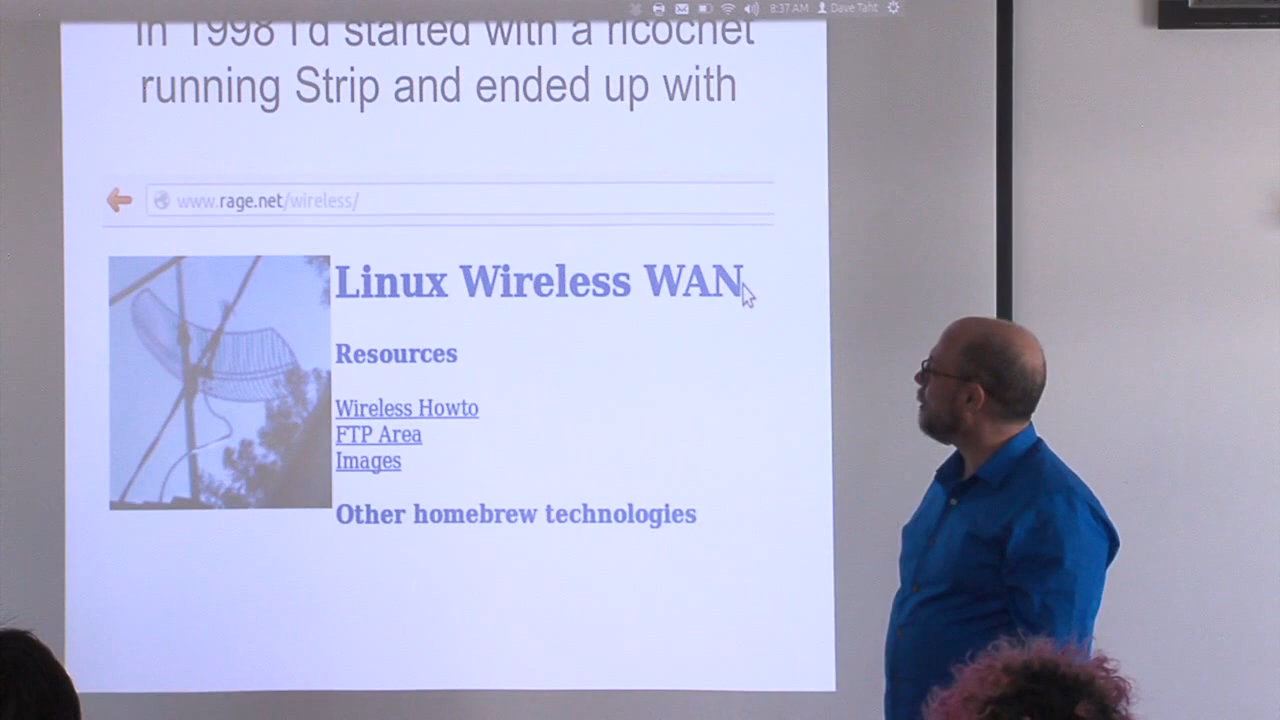 8:37 AM Dave Taht
In 1998 I'd started with a ricochet
running Strip and ended up with
www.rage.net/wireless/
Linux Wireless WAN
Resources
Wireless Howto
FTP Area
Images
Other homebrew technologies